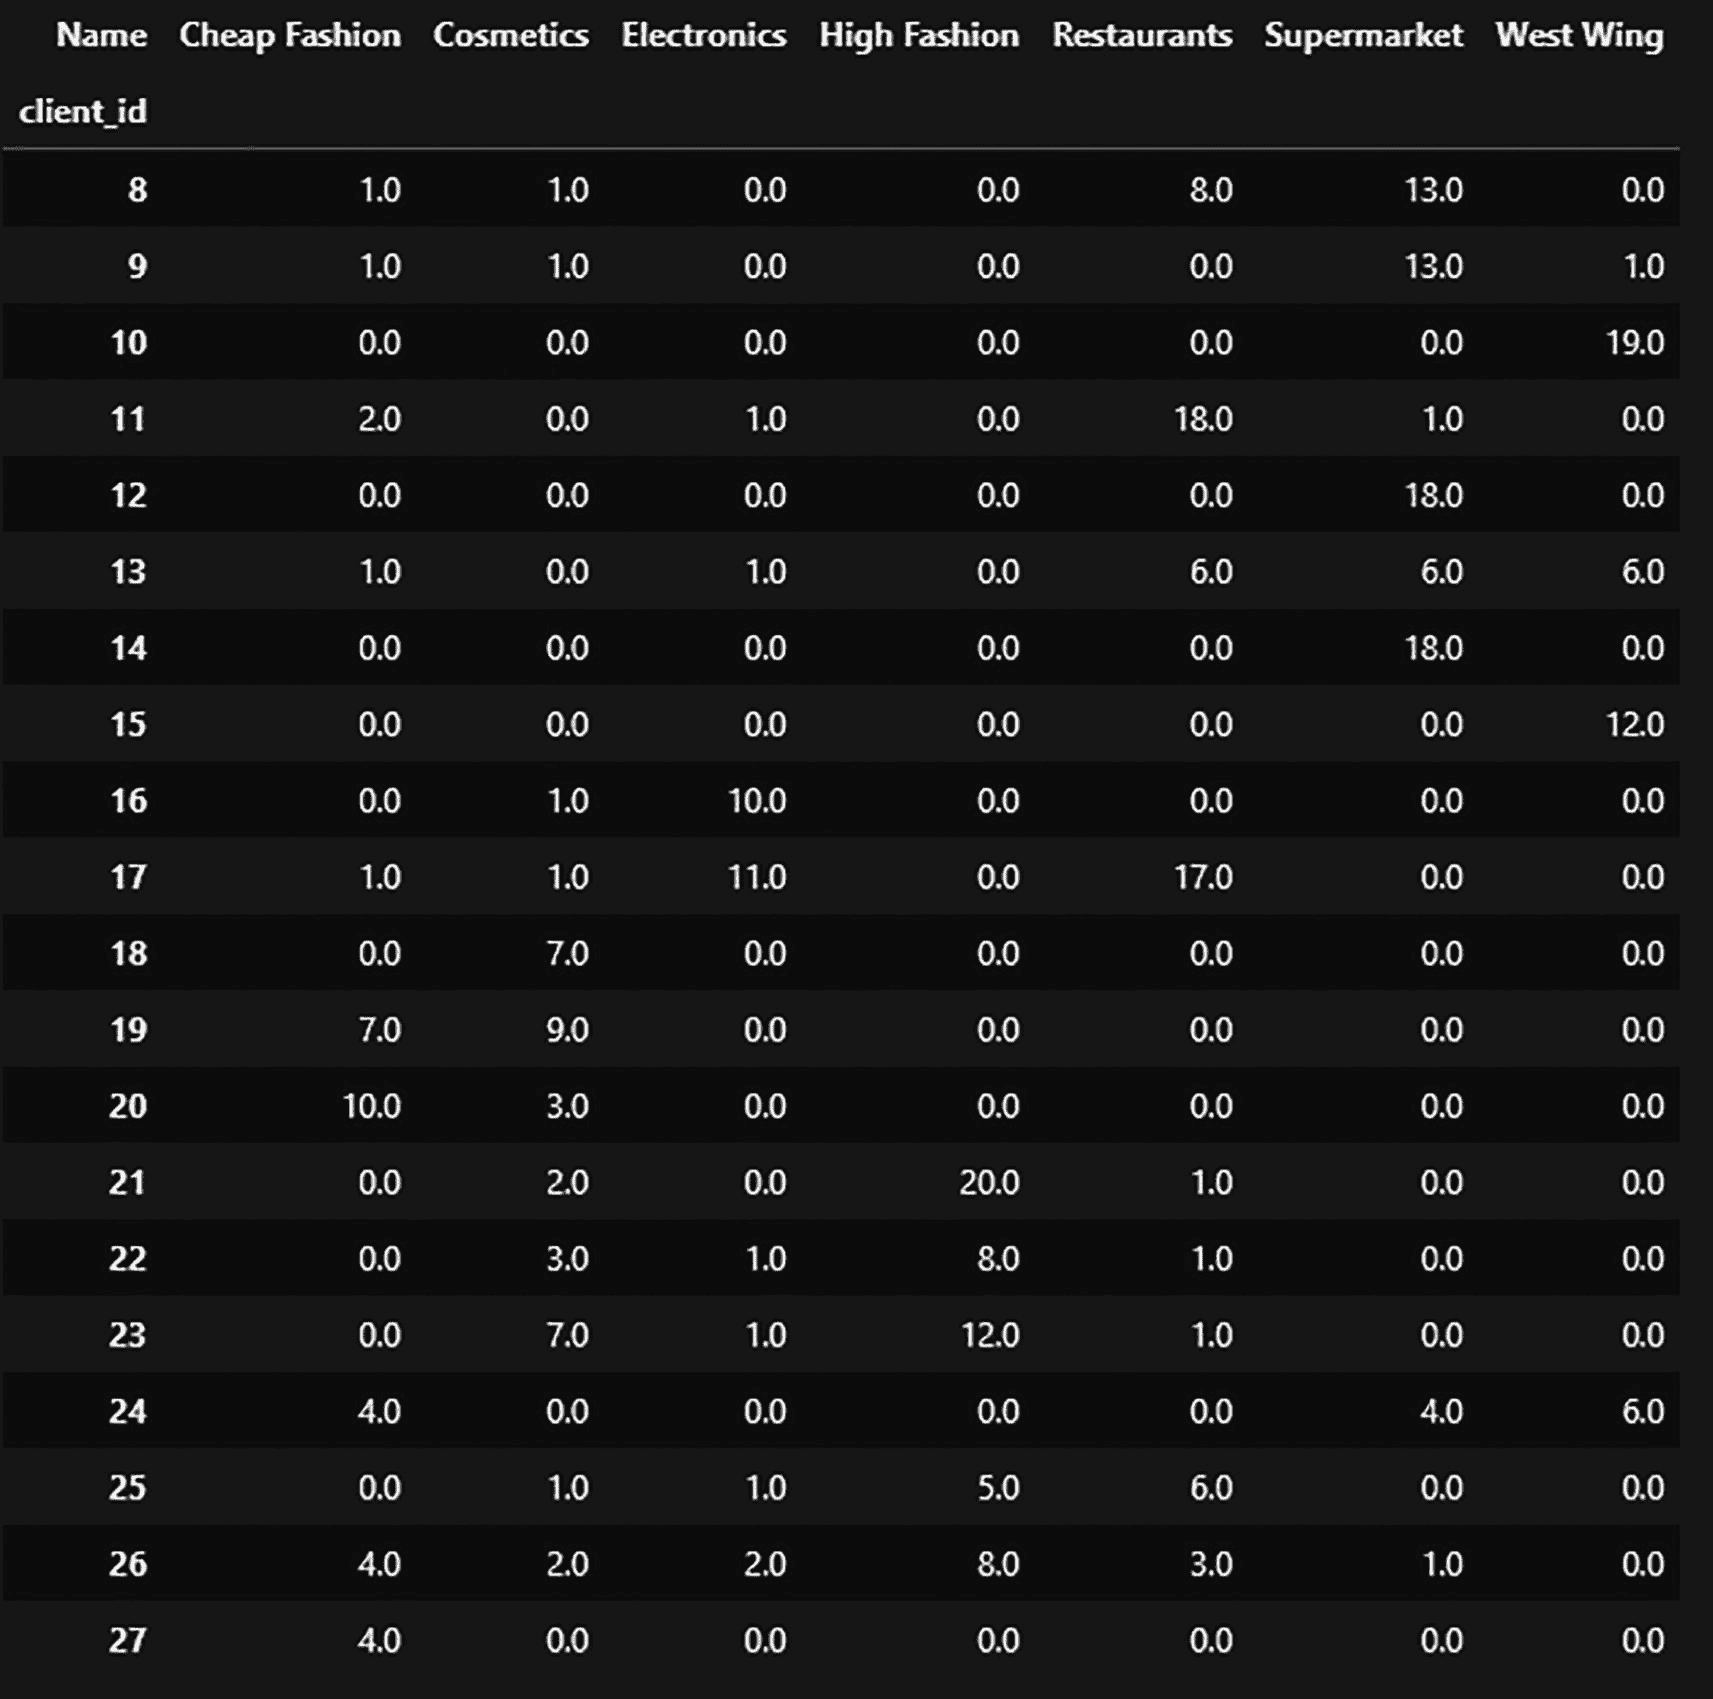 Name Cheap Fashion Cosmetics Electronics High Fashion Restaurants Supermarket West Wing
client_id
8 1.0 1.0 0.0 0.0 8.0 13.0 0.0
9 1.0 1.0 0.0 0.0 0.0 13.0 1.0
10 0.0 0.0 0.0 0.0 0.0 0.0 19.0
11 2.0 0.0 1.0 0.0 18.0 1.0 0.0
12 0.0 0.0 0.0 0.0 0.0 18.0 0.0
13 1.0 0.0 1.0 0.0 6.0 6.0 6.0
14 0.0 0.0 0.0 0.0 0.0 18.0 0.0
15 0.0 0.0 0.0 0.0 0.0 0.0 12.0
16 0.0 1.0 10.0 0.0 0.0 0.0 0.0
17 1.0 1.0 11.0 0.0 17.0 0.0 0.0
18 0.0 7.0 0.0 0.0 0.0 0.0 0.0
19 7.0 9.0 0.0 0.0 0.0 0.0 0.0
20 10.0 3.0 0.0 0.0 0.0 0.0 0.0
21 0.0 2.0 0.0 20.0 1.0 0.0 0.0
22 0.0 3.0 1.0 8.0 1.0 0.0 0.0
23 0.0 7.0 1.0 12.0 1.0 0.0 0.0
24 4.0 0.0 0.0 0.0 0.0 4.0 6.0
25 0.0 1.0 1.0 5.0 6.0 0.0 0.0
26 4.0 2.0 2.0 8.0 3.0 1.0 0.0
27 4.0 0.0 0.0 0.0 0.0 0.0 0.0